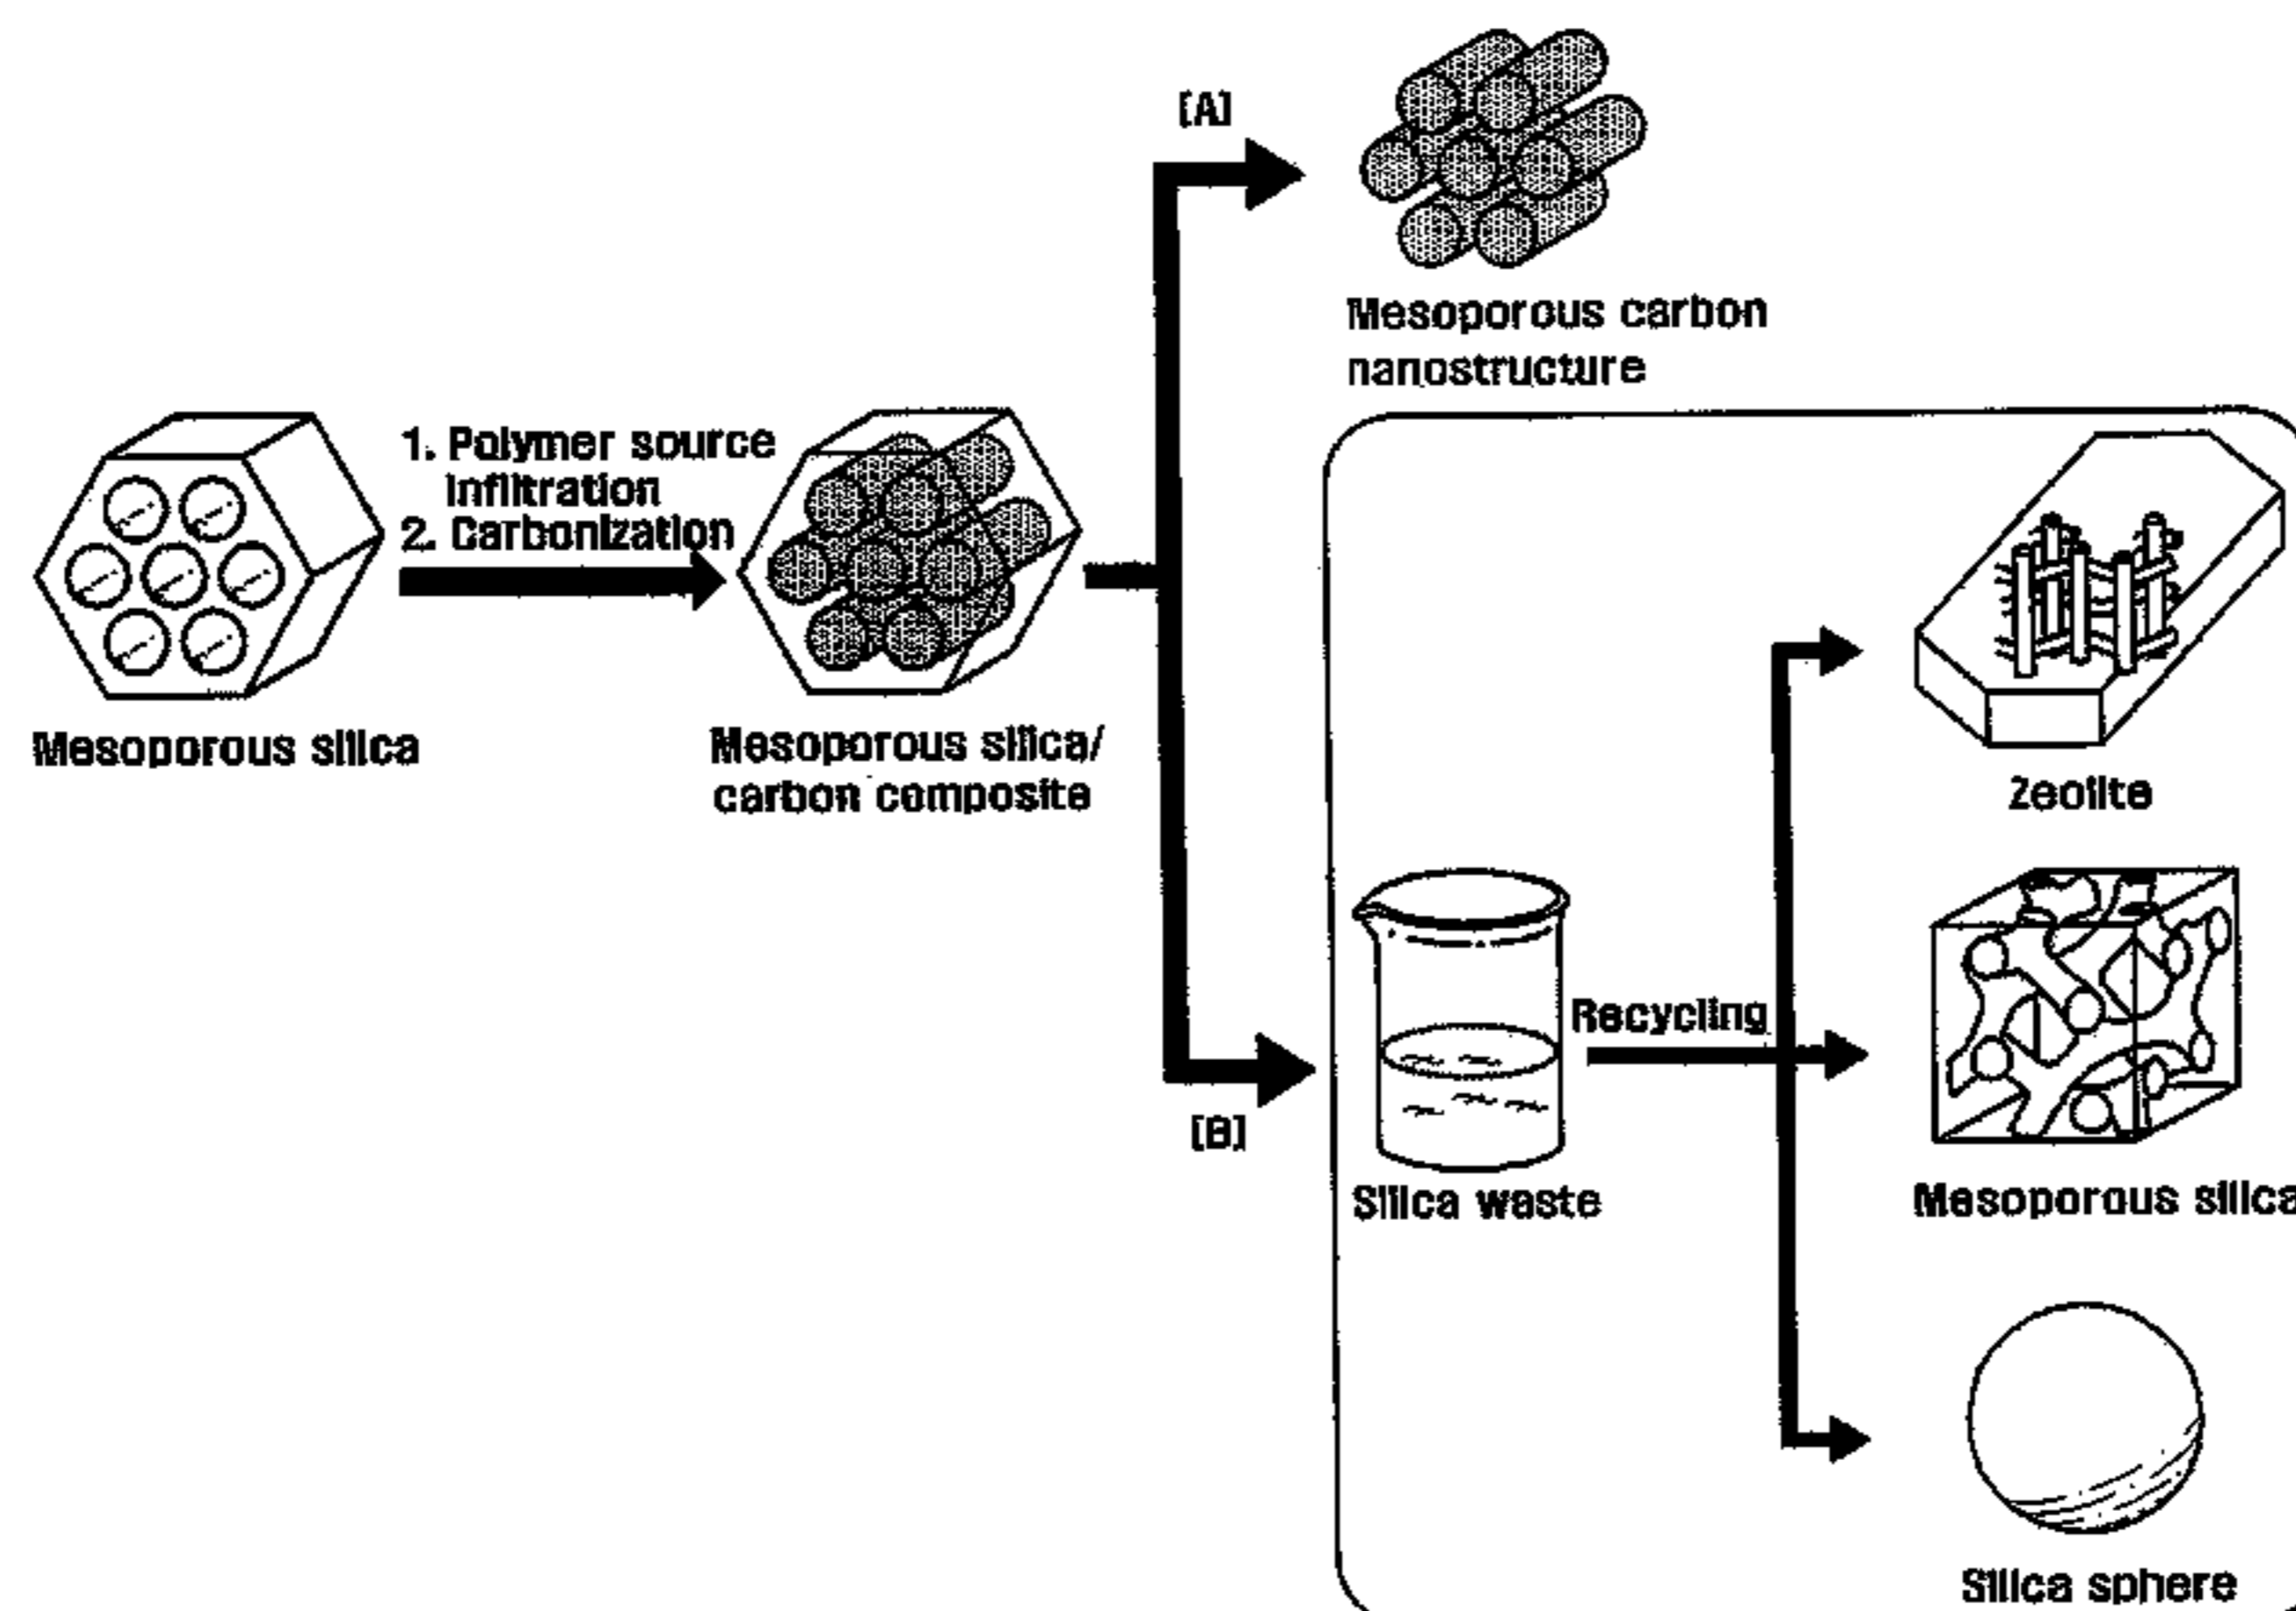 [A]
Mesoporous carbon
nanostructure
1. Polymer source
infiltration
2. Carbonization
Mesoporous silica
Mesoporous silica/
carbon composite
Zeolite
Recycling
[B]
Silica waste
Mesoporous silica
Silica sphere